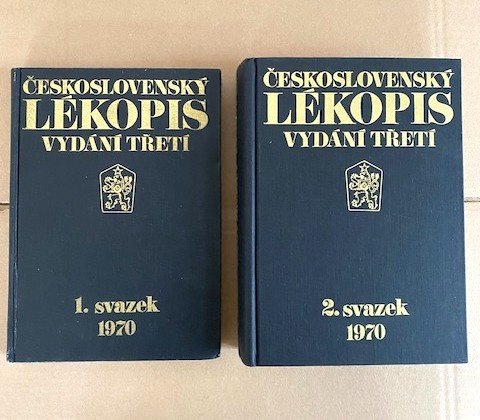 ČESKOSLOVENSKÝ
LÉKOPIS
VYDÁNÍ TŘETÍ
1. svazek
1970
ČESKOSLOVENSKÝ
LÉKOPIS
VYDÁNÍ TŘETÍ
2. svazek
1970